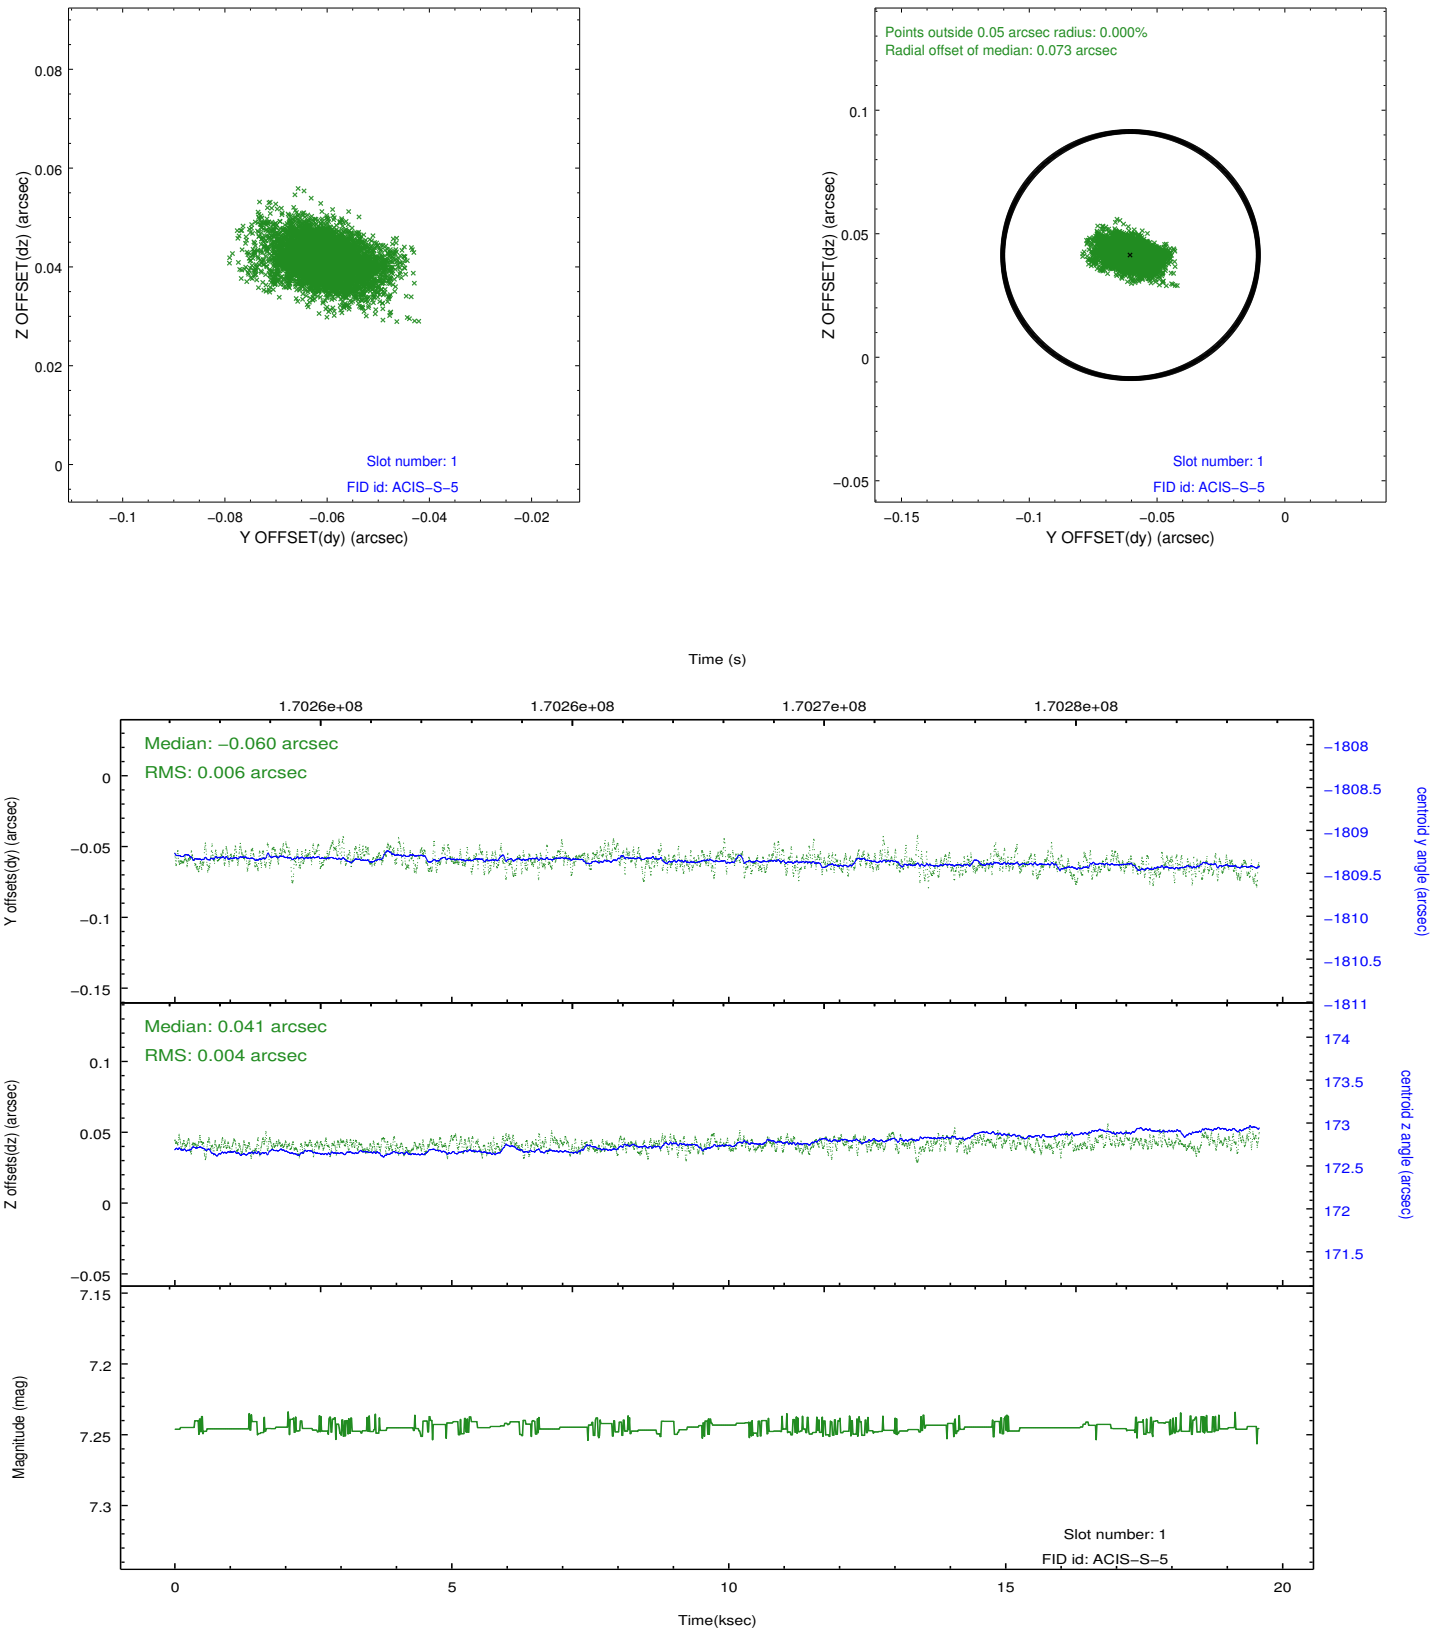 0.08
0.06
0.04
0.02
0
Z OFFSET(dz) (arcsec)
Slot number: 1
FID id: ACIS−S−5
−0.1
−0.08
−0.06
−0.04
−0.02
Y OFFSET(dy) (arcsec)
Points outside 0.05 arcsec radius: 0.000%
Radial offset of median: 0.073 arcsec
0.1
0.05
0
−0.05
Z OFFSET(dz) (arcsec)
Slot number: 1
FID id: ACIS−S−5
−0.15
−0.1
−0.05
0
Y OFFSET(dy) (arcsec)
Time (s)
1.7026e+08
1.7026e+08
1.7027e+08
1.7028e+08
Median: −0.060 arcsec
RMS: 0.006 arcsec
0
−0.05
−0.1
−0.15
Y offsets(dy) (arcsec)
−1808
−1808.5
−1809
−1809.5
−1810
−1810.5
−1811
centroid y angle (arcsec)
Median: 0.041 arcsec
RMS: 0.004 arcsec
0.1
0.05
0
−0.05
Z offsets(dz) (arcsec)
174
173.5
173
172.5
172
171.5
centroid z angle (arcsec)
7.15
7.2
7.25
7.3
Magnitude (mag)
Slot number: 1
FID id: ACIS−S−5
0
5
10
15
20
Time(ksec)